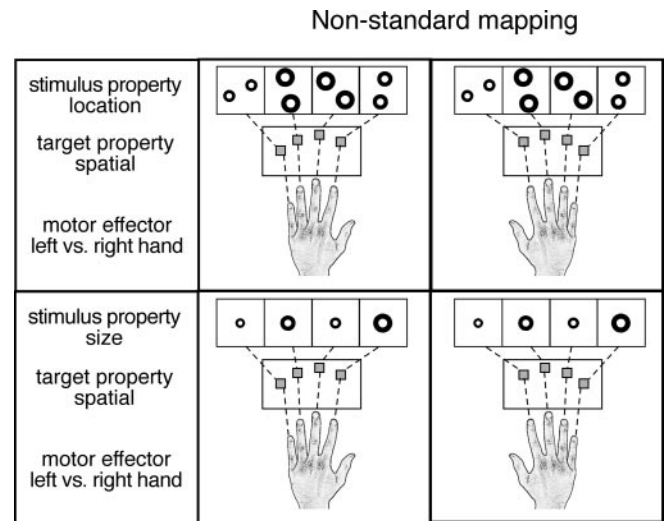 Non-standard mapping
stimulus property
location
target property
spatial
motor effector
left vs. right hand
stimulus property
size
target property
spatial
motor effector
left vs. right hand